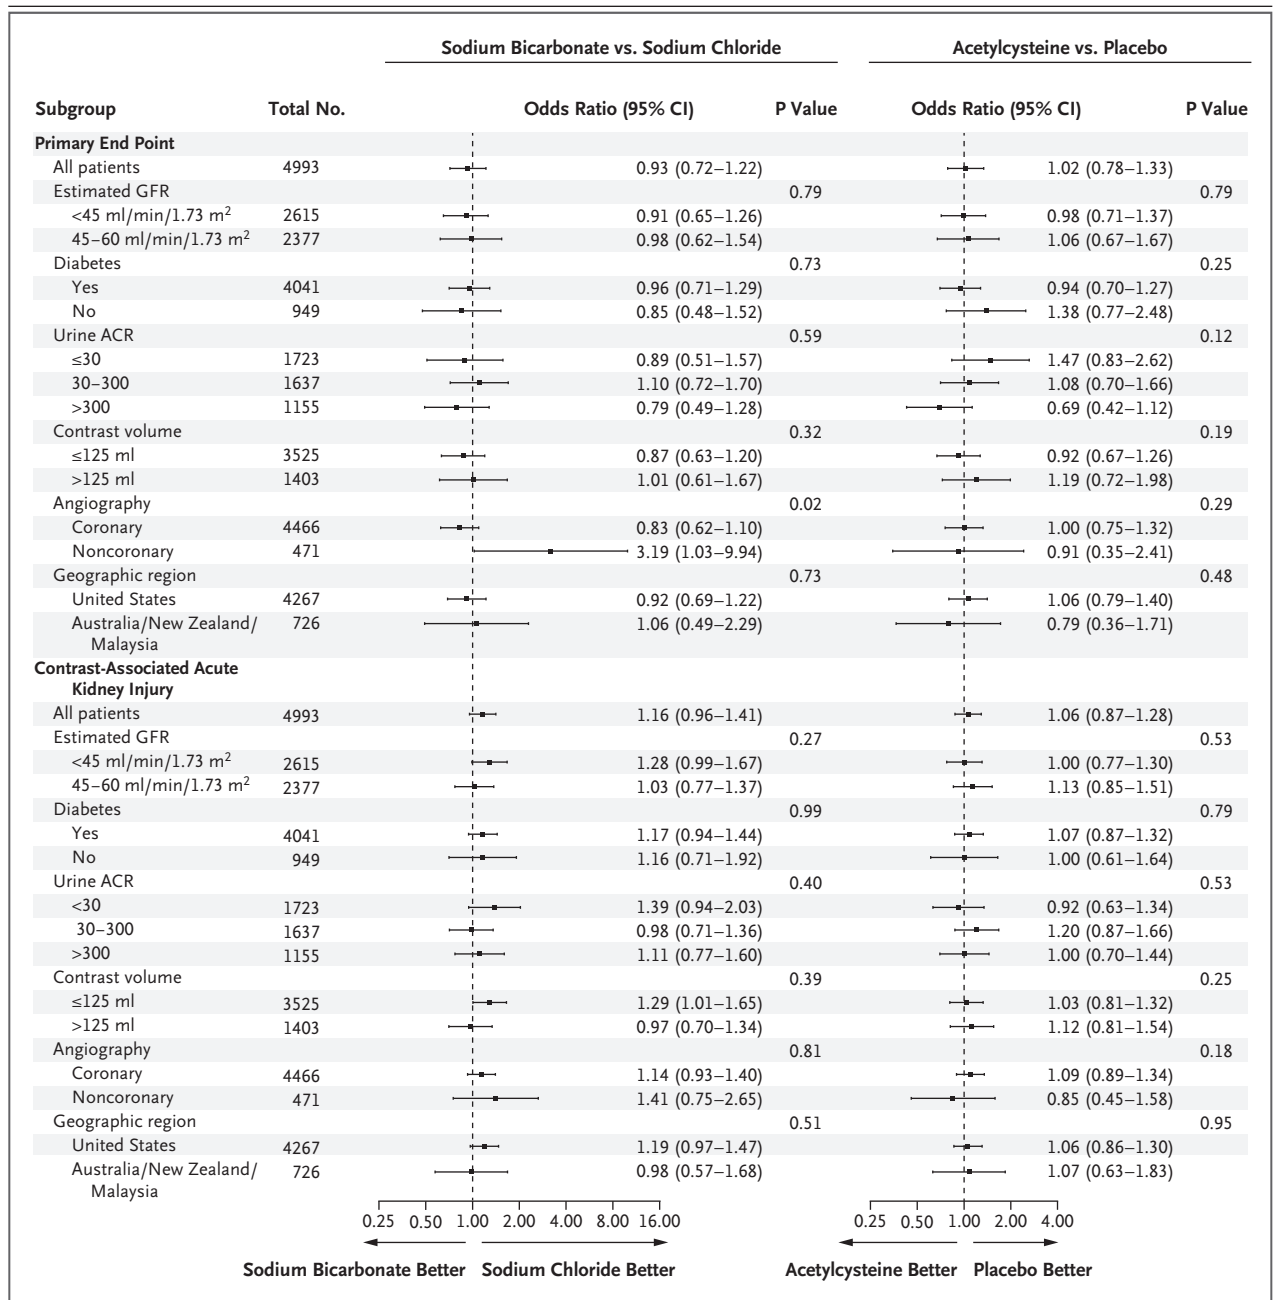 Sodium Bicarbonate vs. Sodium Chloride Acetylcysteine vs. Placebo
Subgroup Total No. Odds Ratio (95% CI) P Value Odds Ratio (95% CI) P Value
Primary End Point
All patients 4993 0.93 (0.72–1.22) 1.02 (0.78–1.33)
Estimated GFR 0.79 0.79
<45 ml/min/1.73 m² 2615 0.91 (0.65–1.26) 0.98 (0.71–1.37)
45–60 ml/min/1.73 m² 2377 0.98 (0.62–1.54) 1.06 (0.67–1.67)
Diabetes 0.73 0.25
Yes 4041 0.96 (0.71–1.29) 0.94 (0.70–1.27)
No 949 0.85 (0.48–1.52) 1.38 (0.77–2.48)
Urine ACR 0.59 0.12
≤30 1723 0.89 (0.51–1.57) 1.47 (0.83–2.62)
30–300 1637 1.10 (0.72–1.70) 1.08 (0.70–1.66)
>300 1155 0.79 (0.49–1.28) 0.69 (0.42–1.12)
Contrast volume 0.32 0.19
≤125 ml 3525 0.87 (0.63–1.20) 0.92 (0.67–1.26)
>125 ml 1403 1.01 (0.61–1.67) 1.19 (0.72–1.98)
Angiography 0.02 0.29
Coronary 4466 0.83 (0.62–1.10) 1.00 (0.75–1.32)
Noncoronary 471 3.19 (1.03–9.94) 0.91 (0.35–2.41)
Geographic region 0.73 0.48
United States 4267 0.92 (0.69–1.22) 1.06 (0.79–1.40)
Australia/New Zealand/ 726 1.06 (0.49–2.29) 0.79 (0.36–1.71)
Malaysia
Contrast-Associated Acute
Kidney Injury
All patients 4993 1.16 (0.96–1.41) 1.06 (0.87–1.28)
Estimated GFR 0.27 0.53
<45 ml/min/1.73 m² 2615 1.28 (0.99–1.67) 1.00 (0.77–1.30)
45–60 ml/min/1.73 m² 2377 1.03 (0.77–1.37) 1.13 (0.85–1.51)
Diabetes 0.99 0.79
Yes 4041 1.17 (0.94–1.44) 1.07 (0.87–1.32)
No 949 1.16 (0.71–1.92) 1.00 (0.61–1.64)
Urine ACR 0.40 0.53
<30 1723 1.39 (0.94–2.03) 0.92 (0.63–1.34)
30–300 1637 0.98 (0.71–1.36) 1.20 (0.87–1.66)
>300 1155 1.11 (0.77–1.60) 1.00 (0.70–1.44)
Contrast volume 0.39 0.25
≤125 ml 3525 1.29 (1.01–1.65) 1.03 (0.81–1.32)
>125 ml 1403 0.97 (0.70–1.34) 1.12 (0.81–1.54)
Angiography 0.81 0.18
Coronary 4466 1.14 (0.93–1.40) 1.09 (0.89–1.34)
Noncoronary 471 1.41 (0.75–2.65) 0.85 (0.45–1.58)
Geographic region 0.51 0.95
United States 4267 1.19 (0.97–1.47) 1.06 (0.86–1.30)
Australia/New Zealand/ 726 0.98 (0.57–1.68) 1.07 (0.63–1.83)
Malaysia
0.25 0.50 1.00 2.00 4.00 8.00 16.00 0.25 0.50 1.00 2.00 4.00
Sodium Bicarbonate Better Sodium Chloride Better Acetylcysteine Better Placebo Better